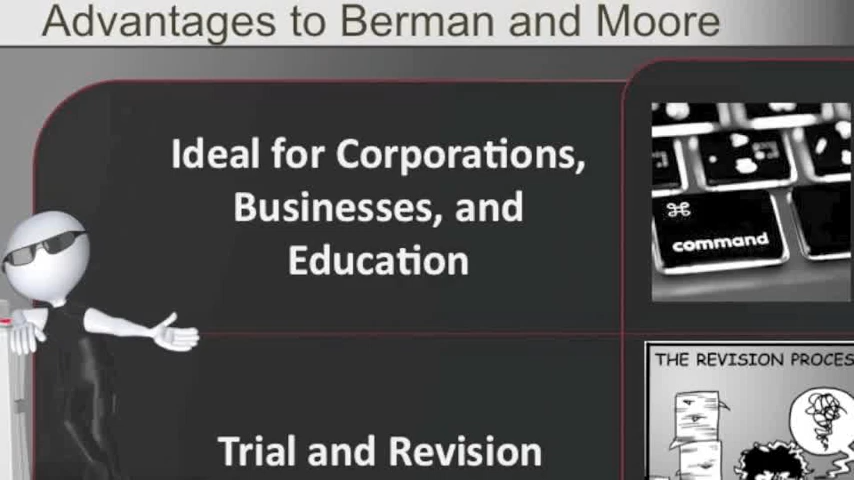 Advantages to Berman and Moore
Ideal for Corporations,
Businesses, and
Education
⌘
command
THE REVISION PROCES
Trial and Revision